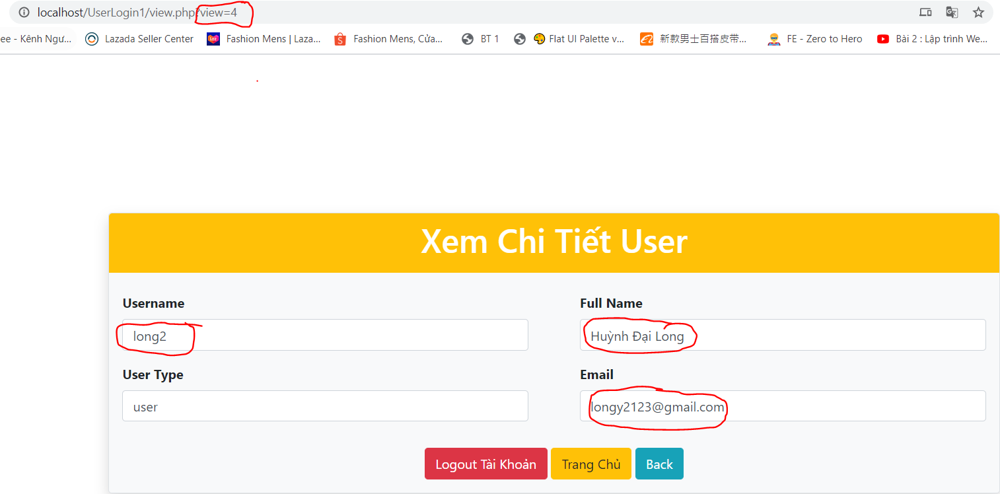 localhost/UserLogin1/view.php?view=4
ee - Kênh Ngư... Lazada Seller Center Fashion Mens | Laza... Fashion Mens, Cửa... BT 1 Flat UI Palette v... 新款男士百搭皮带... FE - Zero to Hero Bài 2 : Lập trình We...
Xem Chi Tiết User
Username Full Name
long2 Huỳnh Đại Long
User Type Email
user longy2123@gmail.com
Logout Tài Khoản Trang Chủ Back